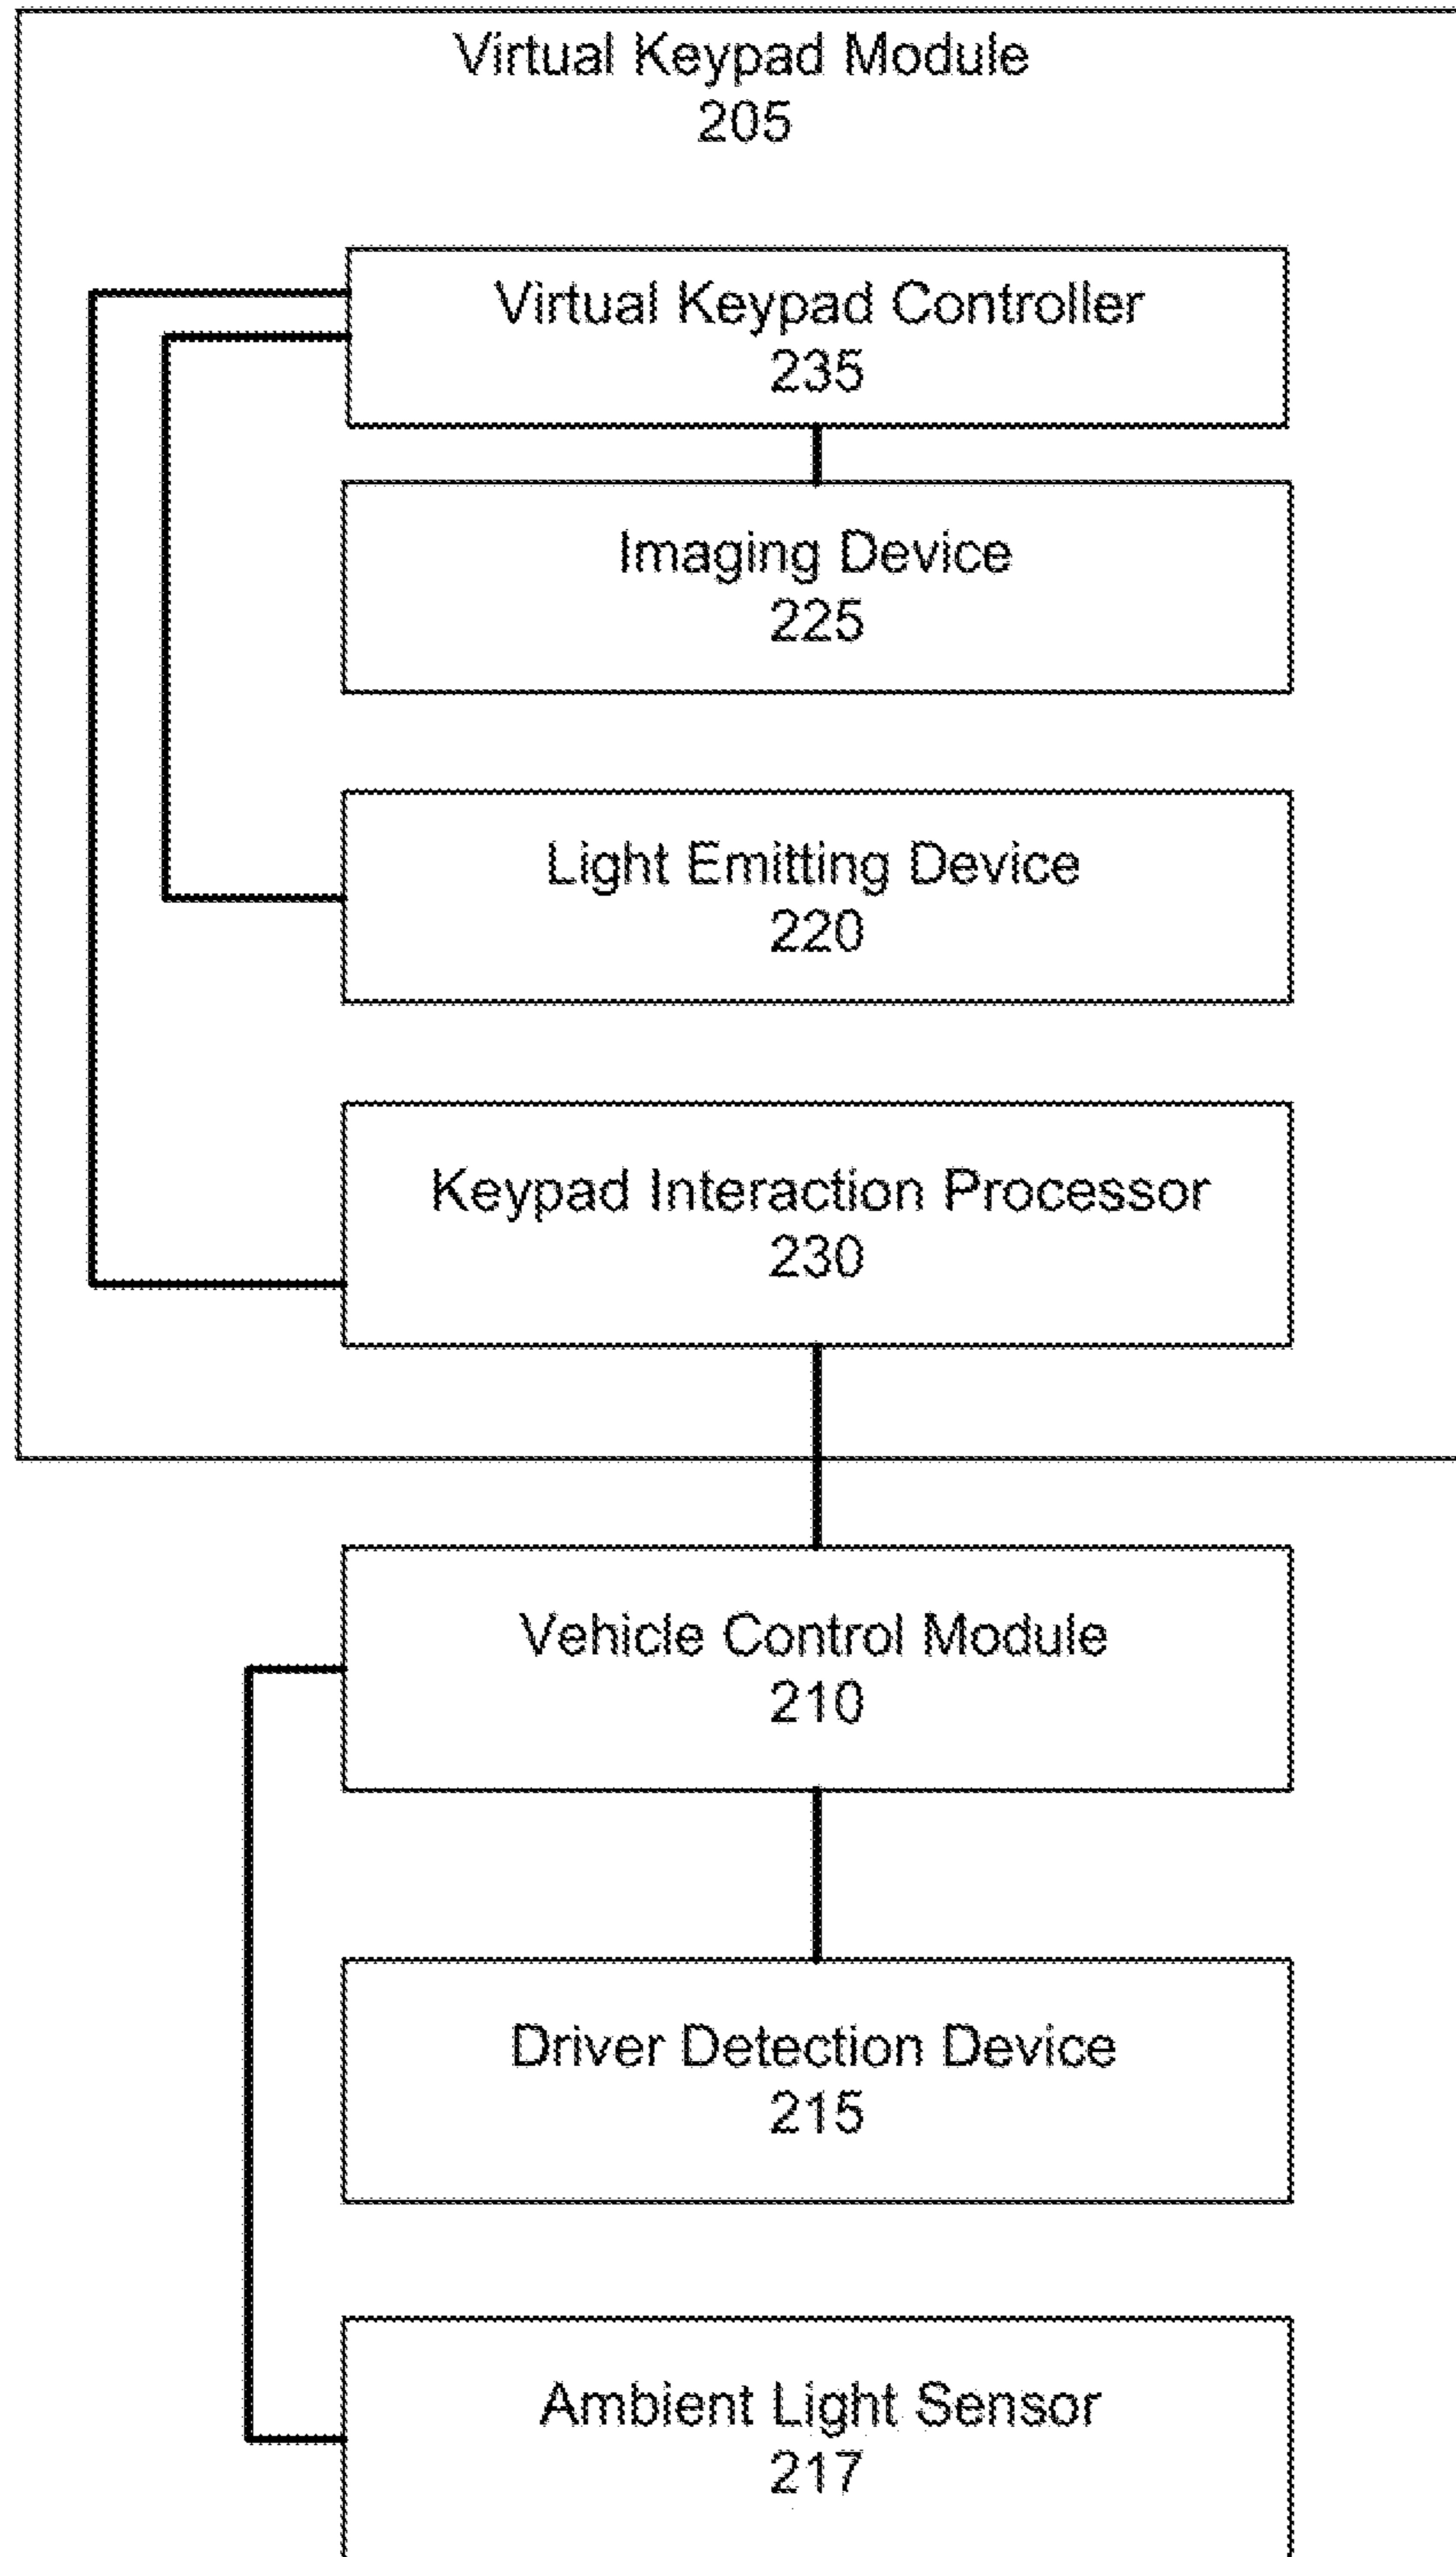 Virtual Keypad Module
205
Virtual Keypad Controller
235
Imaging Device
225
Light Emitting Device
220
Keypad Interaction Processor
230
Vehicle Control Module
210
Driver Detection Device
215
Ambient Light Sensor
217